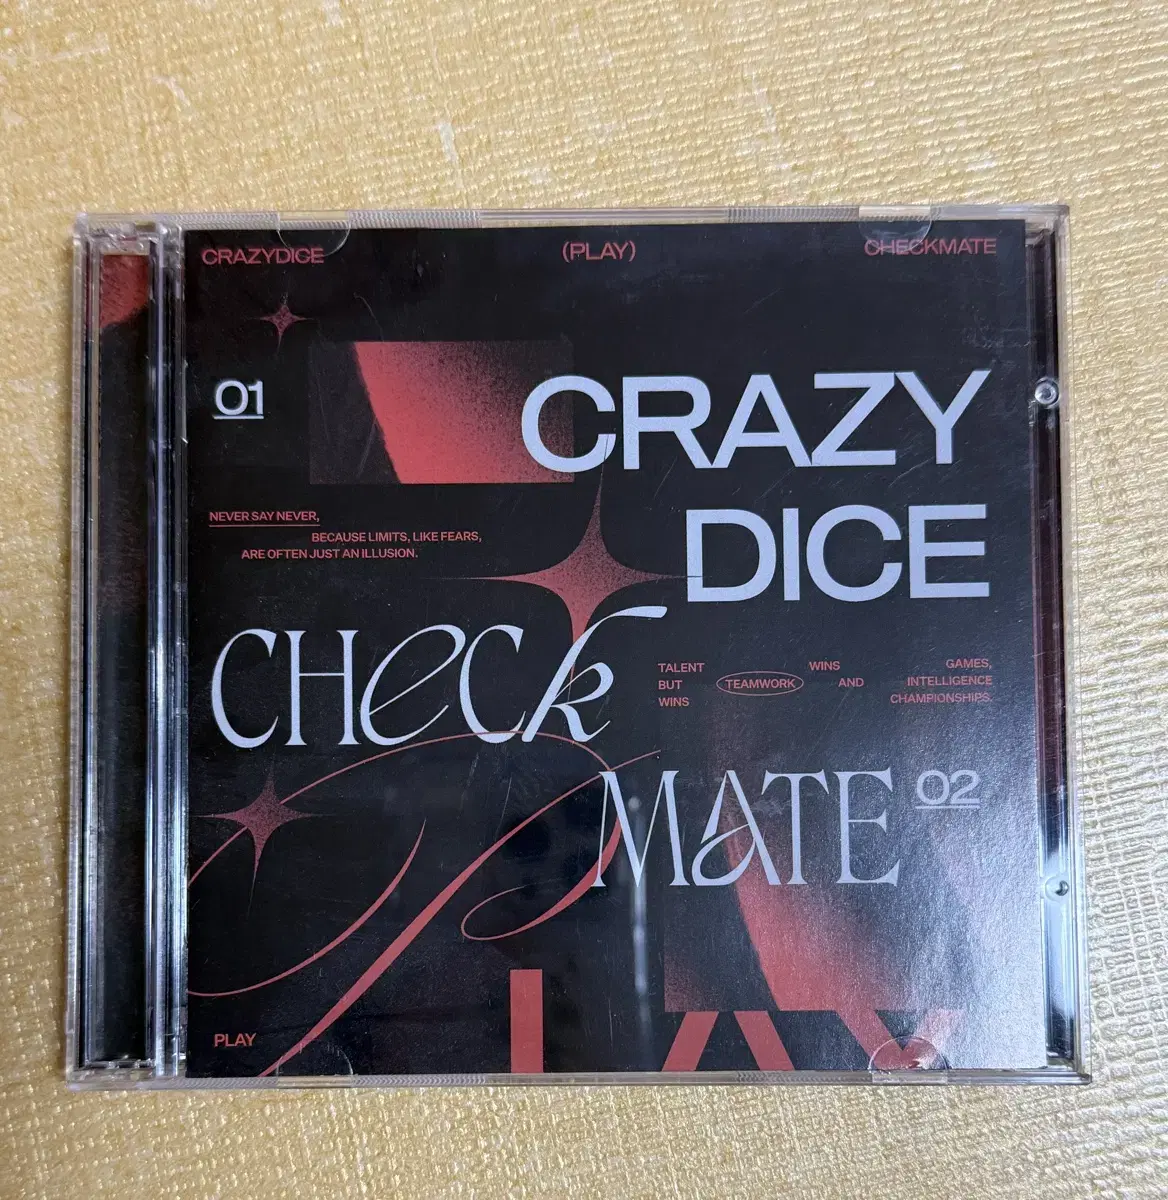 CRAZYDICE (PLAY) CHECKMATE
01
CRAZY
DICE
NEVER SAY NEVER,
BECAUSE LIMITS, LIKE FEARS,
ARE OFTEN JUST AN ILLUSION.
CHecK
TALENT WINS GAMES,
BUT TEAMWORK AND INTELLIGENCE
WINS CHAMPIONSHIPS.
MATE 02
PLAY
PLAY